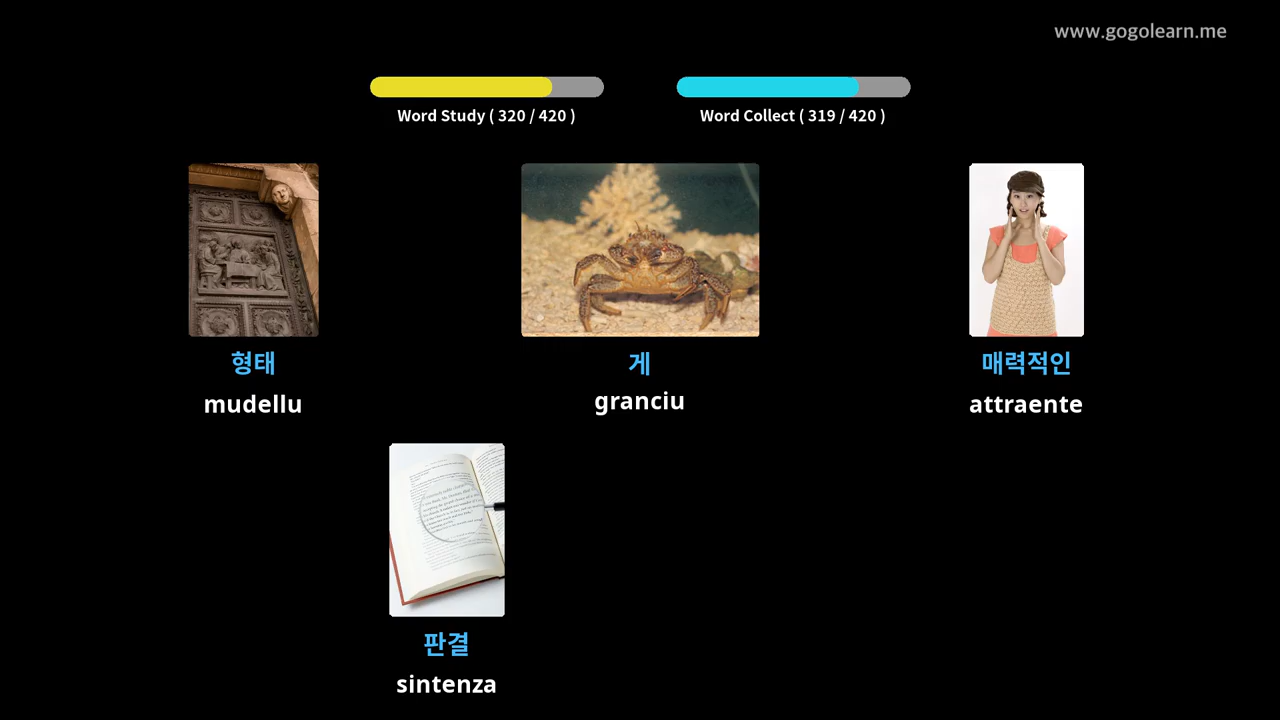 www.gogolearn.me
Word Study ( 320 / 420 )
Word Collect ( 319 / 420 )
형태
mudellu
게
granciu
매력적인
attraente
판결
sintenza